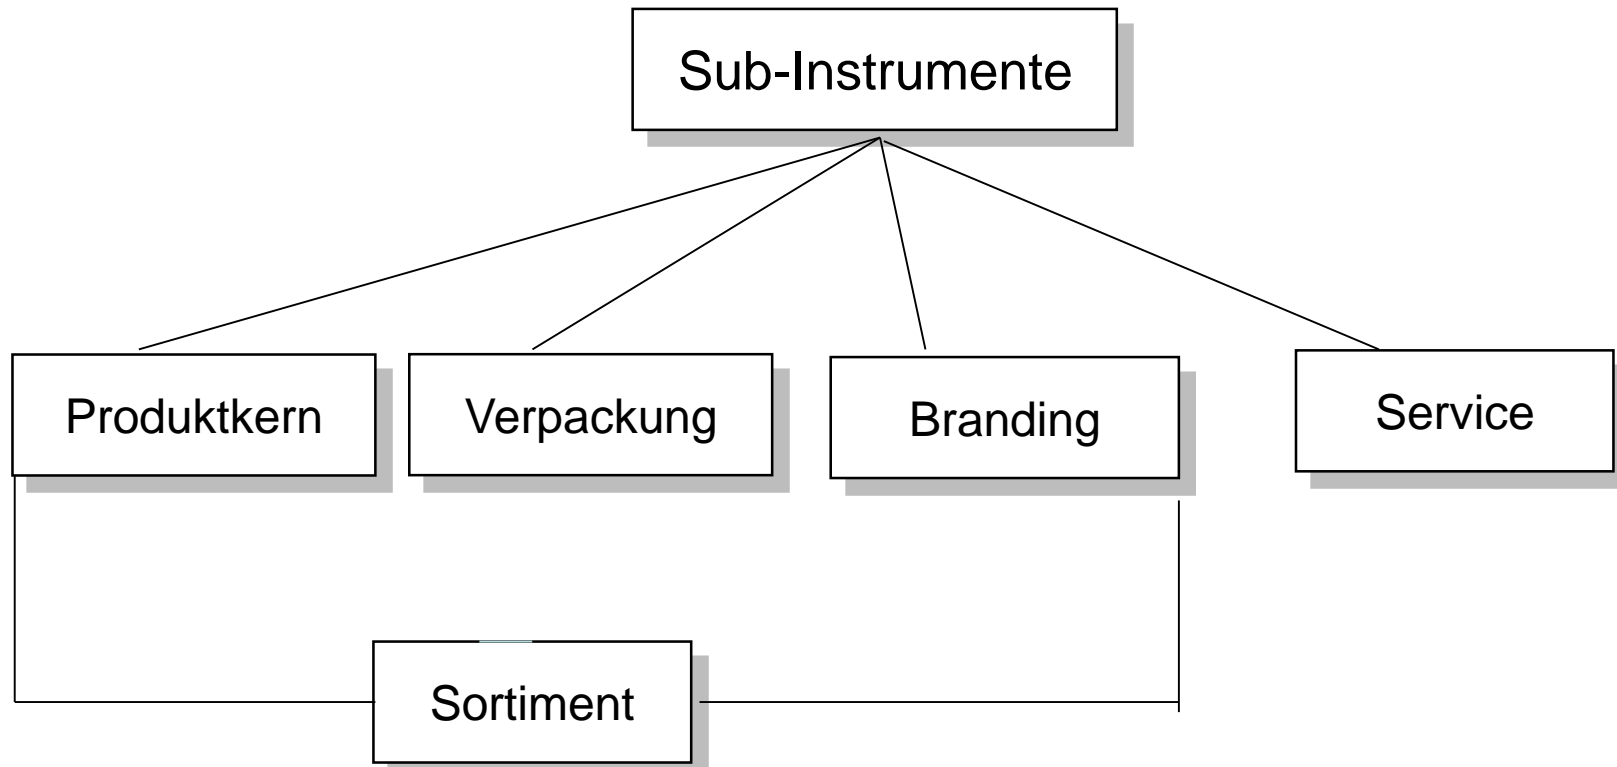 Sub-Instrumente
Produktkern
Verpackung
Branding
Service
Sortiment